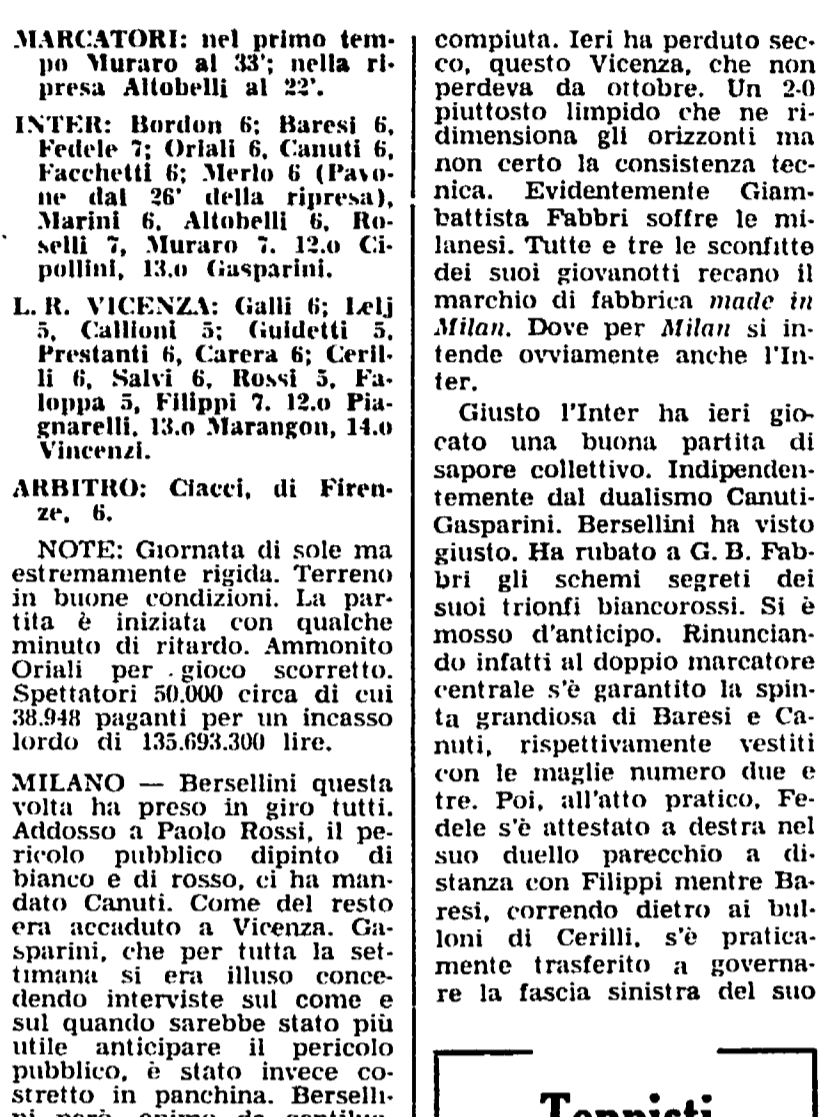 MARCATORI: nel primo tem-
po Muraro al 33'; nella ri-
presa Altobelli al 22'.
INTER: Bordon 6; Baresi 6,
Fedele 7; Oriali 6, Canuti 6,
Facchetti 6; Merlo 6 (Pavo-
ne dal 26' della ripresa),
Marini 6, Altobelli 6, Ro-
selli 7, Muraro 7. 12.o Ci-
pollini, 13.o Gasparini.
L. R. VICENZA: Galli 6; Lelj
5, Callioni 5; Guidetti 5,
Prestanti 6, Carera 6; Ceril-
li 6, Salvi 6, Rossi 5, Fa-
loppa 5, Filippi 7. 12.o Pia-
gnarelli, 13.o Marangon, 14.o
Vincenzi.
ARBITRO: Ciacci, di Firen-
ze, 6.
NOTE: Giornata di sole ma
estremamente rigida. Terreno
in buone condizioni. La par-
tita è iniziata con qualche
minuto di ritardo. Ammonito
Oriali per gioco scorretto.
Spettatori 50.000 circa di cui
38.948 paganti per un incasso
lordo di 135.693.300 lire.
MILANO — Bersellini questa
volta ha preso in giro tutti.
Addosso a Paolo Rossi, il pe-
ricolo pubblico dipinto di
bianco e di rosso, ci ha man-
dato Canuti. Come del resto
era accaduto a Vicenza. Ga-
sparini, che per tutta la set-
timana si era illuso conce-
dendo interviste sul come e
sul quando sarebbe stato più
utile anticipare il pericolo
pubblico, è stato invece co-
stretto in panchina. Berselli-
compiuta. Ieri ha perduto sec-
co, questo Vicenza, che non
perdeva da ottobre. Un 2-0
piuttosto limpido che ne ri-
dimensiona gli orizzonti ma
non certo la consistenza tec-
nica. Evidentemente Giam-
battista Fabbri soffre le mi-
lanesi. Tutte e tre le sconfitte
dei suoi giovanotti recano il
marchio di fabbrica made in
Milan. Dove per Milan si in-
tende ovviamente anche l'In-
ter.
Giusto l'Inter ha ieri gio-
cato una buona partita di
sapore collettivo. Indipenden-
temente dal dualismo Canuti-
Gasparini. Bersellini ha visto
giusto. Ha rubato a G. B. Fab-
bri gli schemi segreti dei
suoi trionfi biancorossi. Si è
mosso d'anticipo. Rinuncian-
do infatti al doppio marcatore
centrale s'è garantito la spin-
ta grandiosa di Baresi e Ca-
nuti, rispettivamente vestiti
con le maglie numero due e
tre. Poi, all'atto pratico, Fe-
dele s'è attestato a destra nel
suo duello parecchio a di-
stanza con Filippi mentre Ba-
resi, correndo dietro ai bul-
loni di Cerilli, s'è pratica-
mente trasferito a governa-
re la fascia sinistra del suo